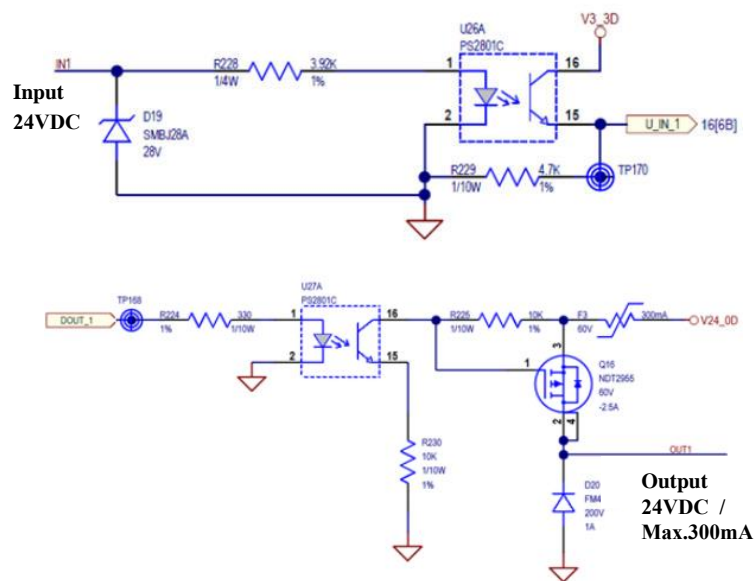 U26A
PS2801C
V3_3D
IN1
R228
3.92K
1/4W
1%
1
16
Input
24VDC
D19
SMBJ28A
28V
2
15
U_IN_1
16[6B]
R229
4.7K
1/10W
1%
TP170
U27A
PS2801C
DOUT_1
TP168
R224
330
1%
1/10W
1
16
R225
10K
1/10W
1%
F3
60V
300mA
V24_0D
2
15
3
1
Q16
NDT2955
60V
-2.5A
2
4
R230
10K
1/10W
1%
OUT1
D20
FM4
200V
1A
Output
24VDC /
Max.300mA